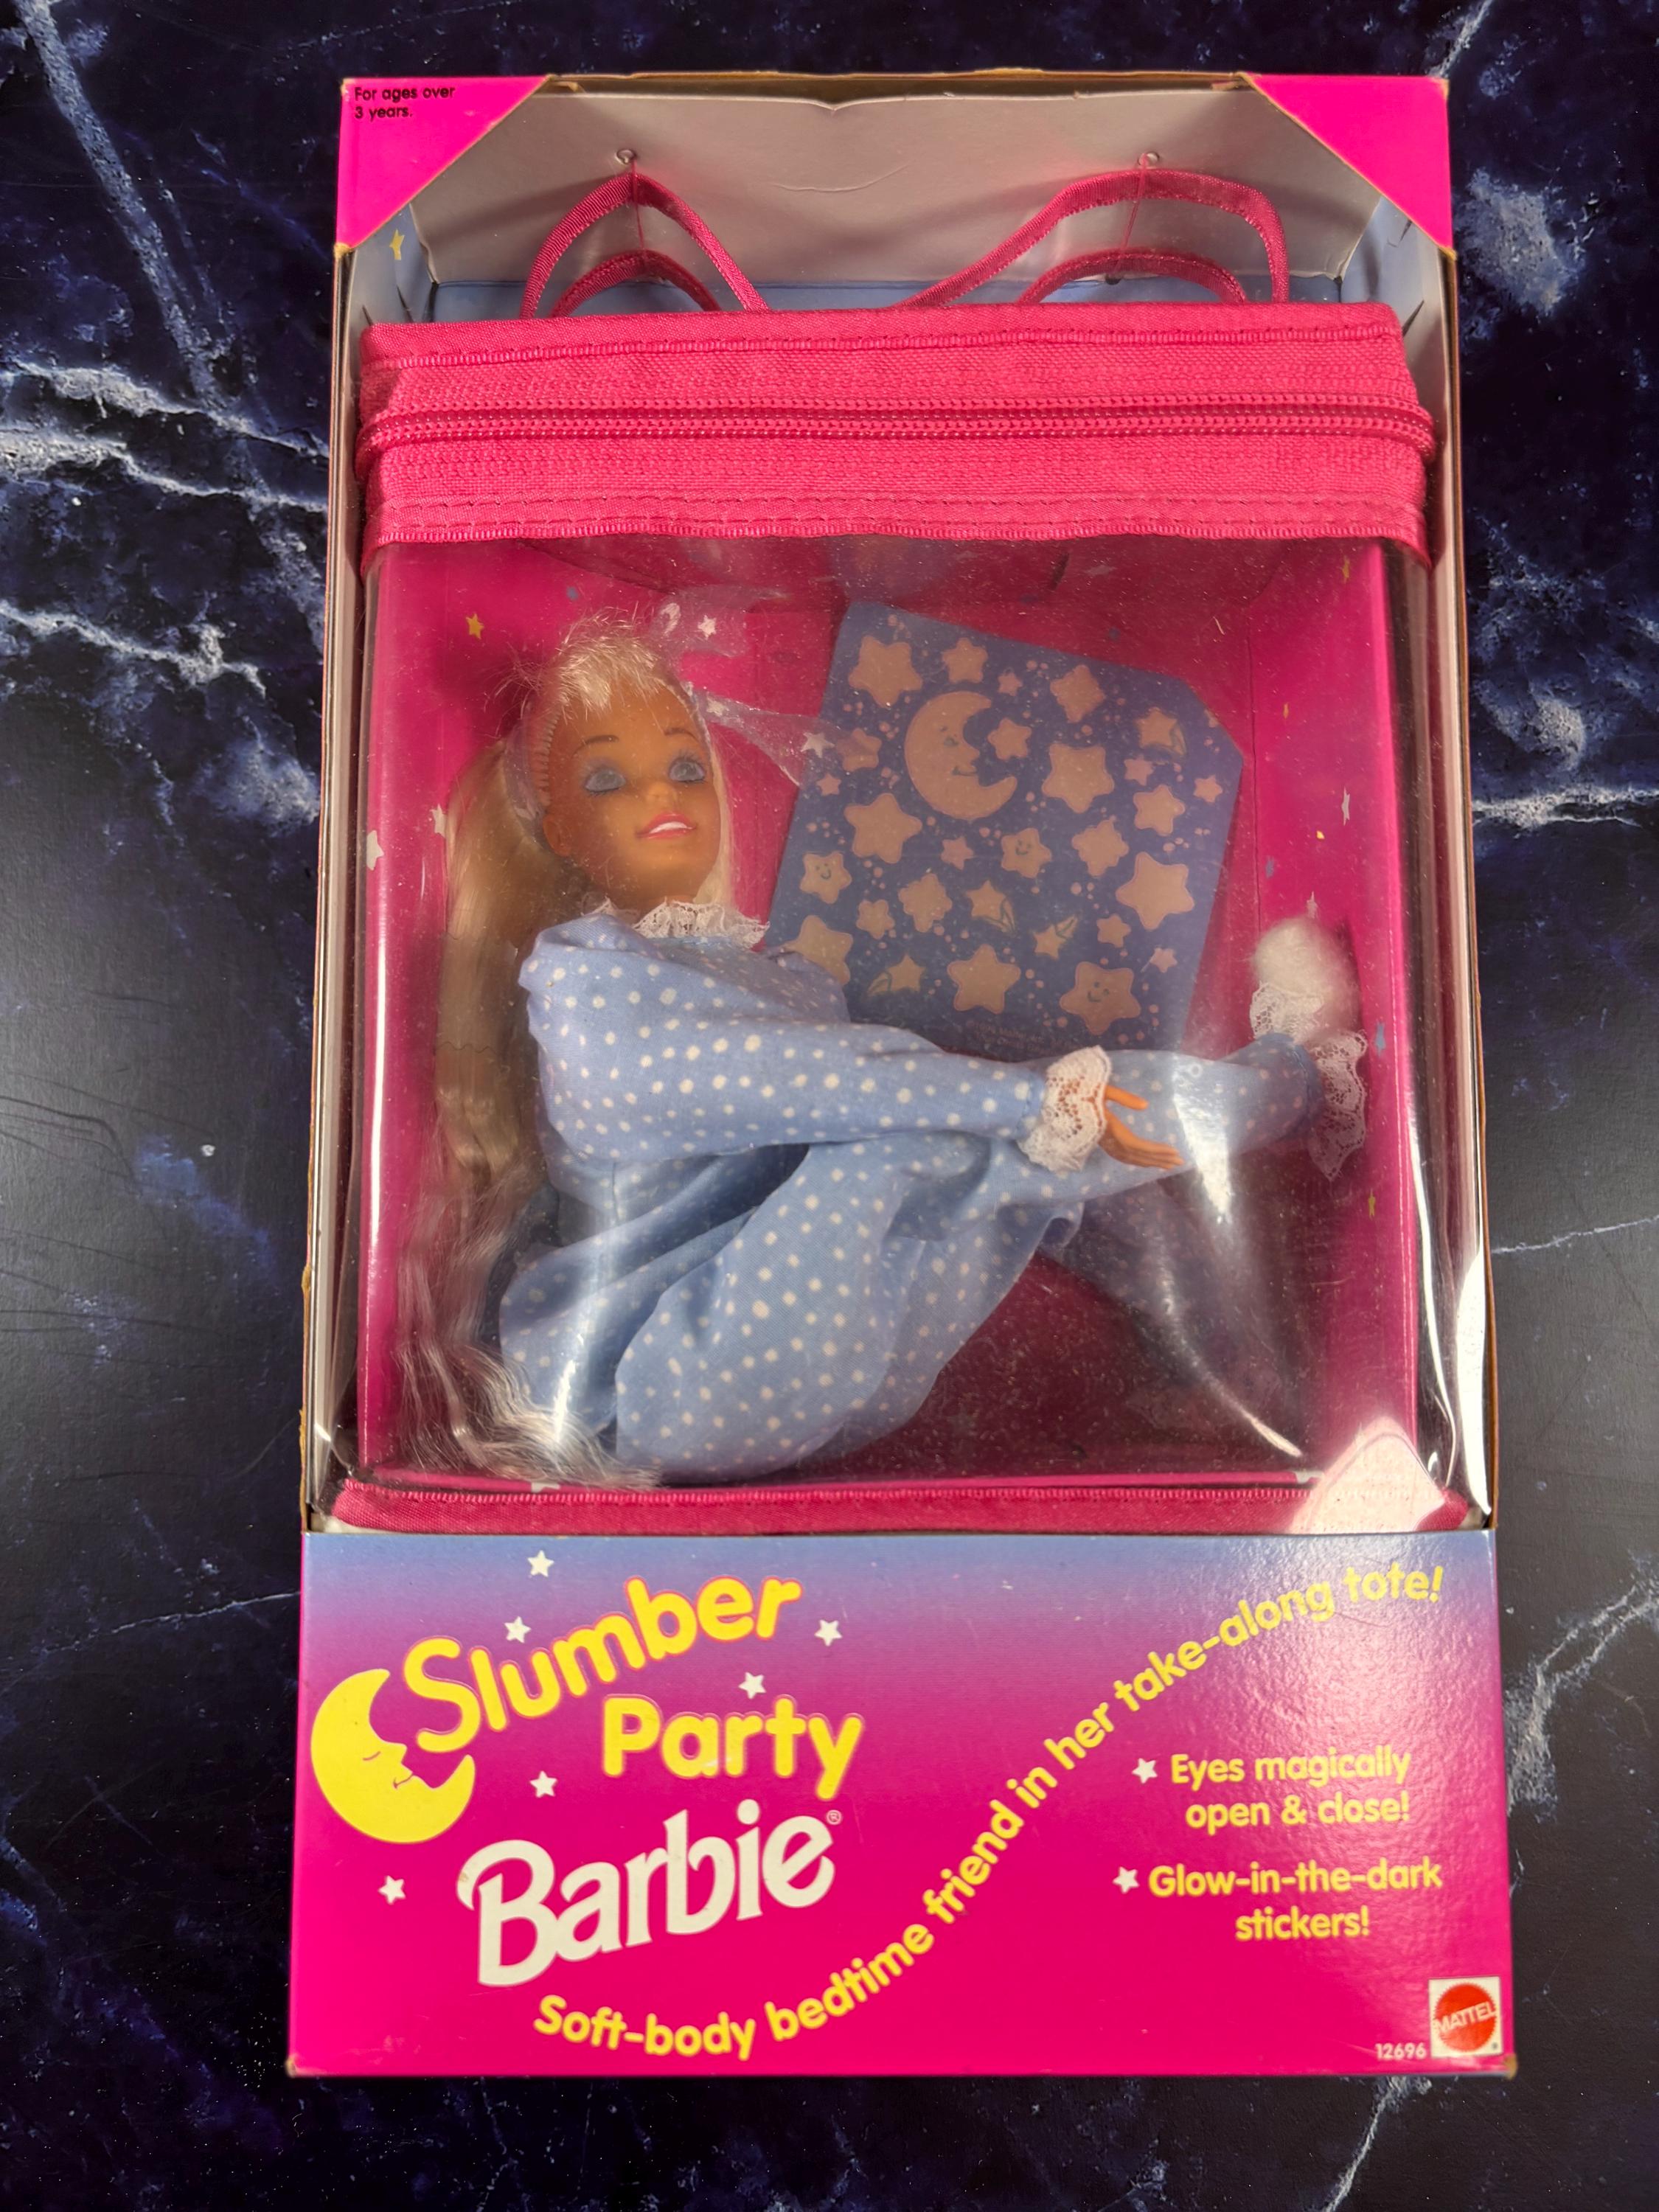 For ages over
3 years.
Slumber
Party
Barbie®
Soft-body bedtime friend in her take-along tote!
Eyes magically
open & close!
Glow-in-the-dark
stickers!
MATTEL
12696